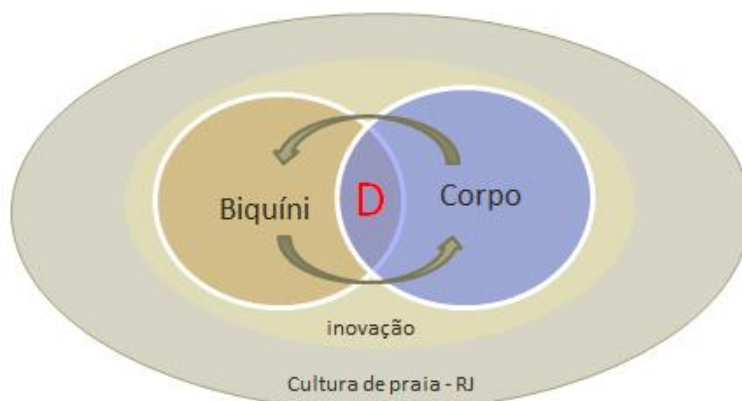 Biquíni
D
Corpo
inovação
Cultura de praia - RJ